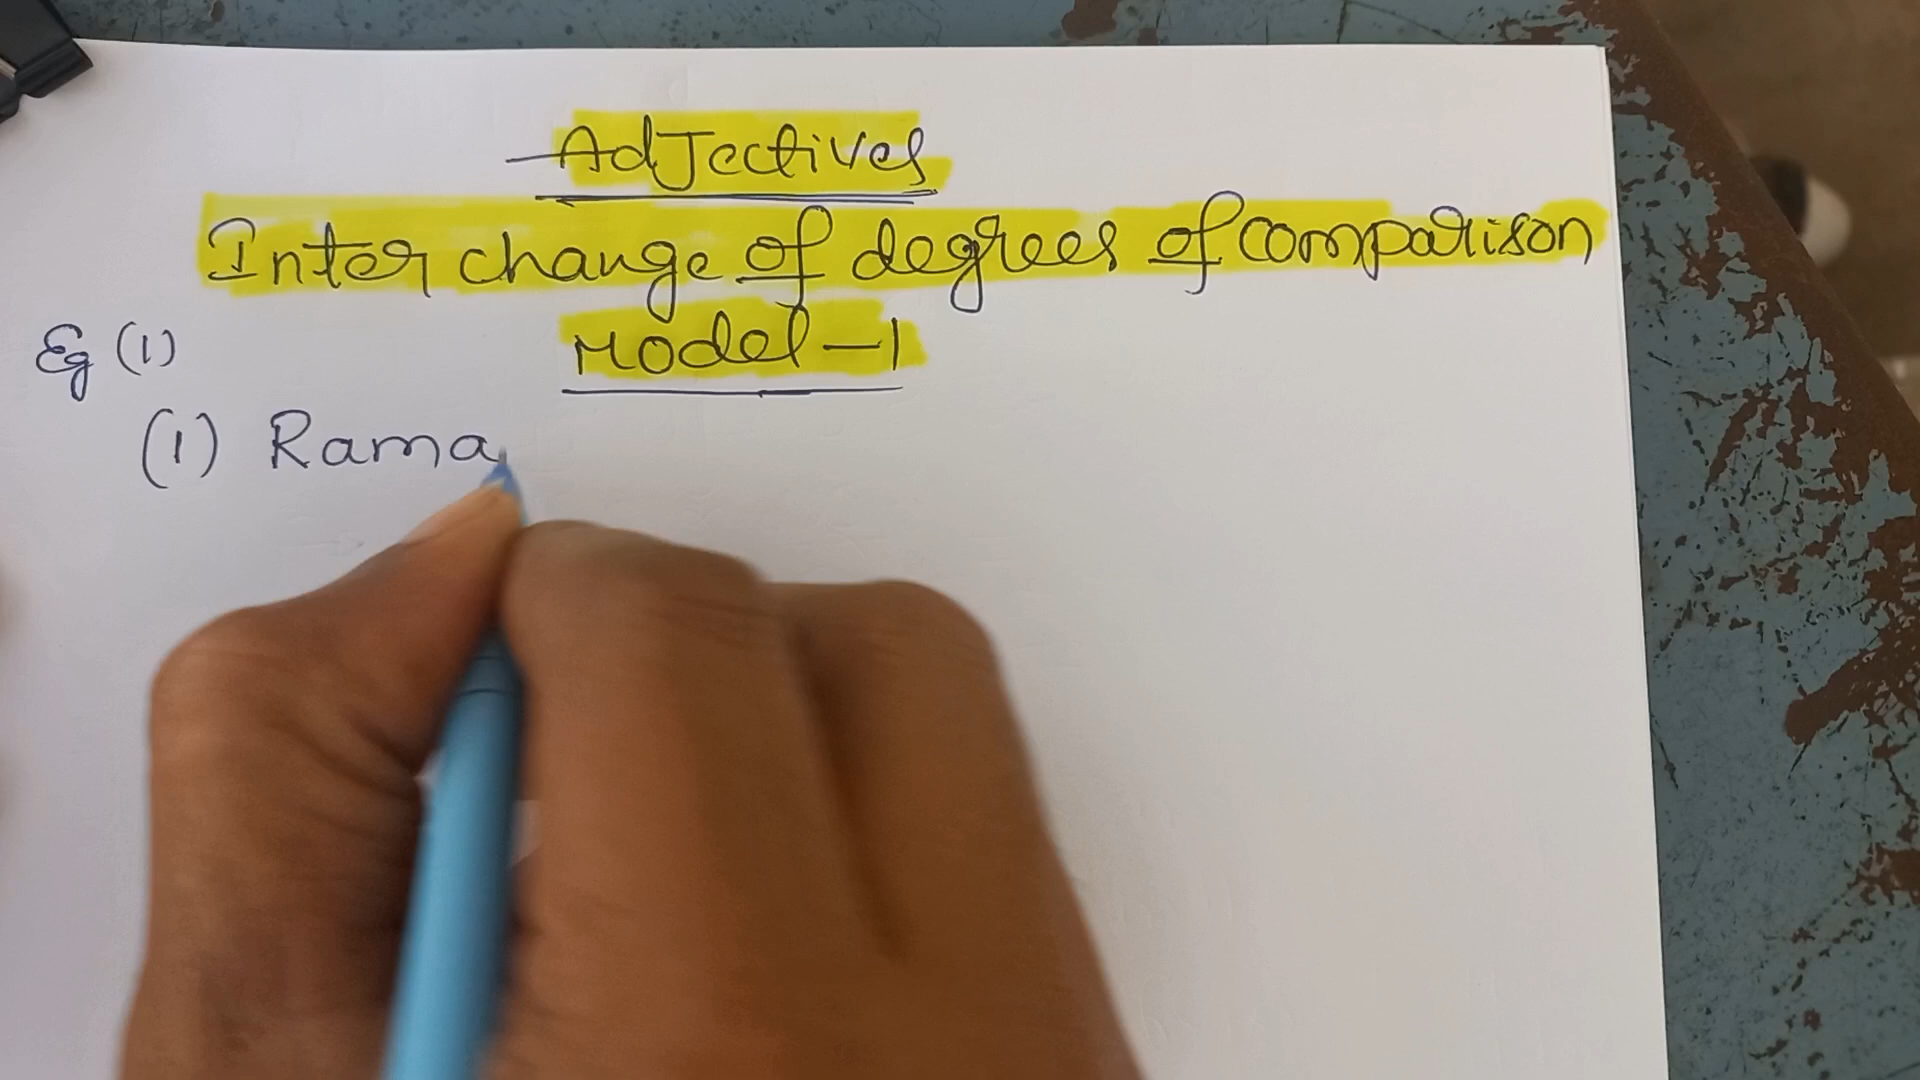 AdJectives
Inter change of degrees of comparison
Model-1
Eg (1)
(1) Rama